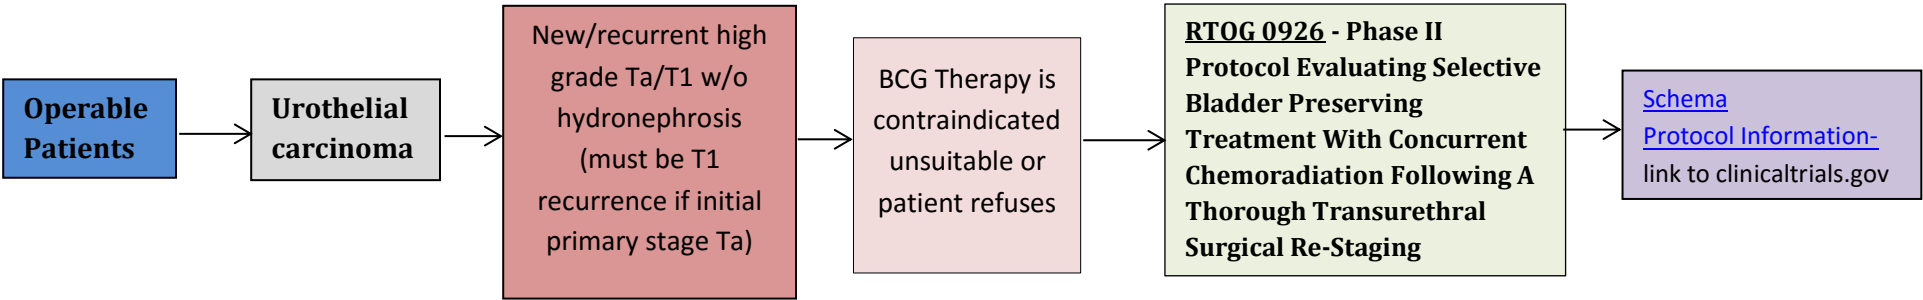 Operable
Patients
Urothelial
carcinoma
New/recurrent high
grade Ta/T1 w/o
hydronephrosis
(must be T1
recurrence if initial
primary stage Ta)
BCG Therapy is
contraindicated
unsuitable or
patient refuses
RTOG 0926 - Phase II
Protocol Evaluating Selective
Bladder Preserving
Treatment With Concurrent
Chemoradiation Following A
Thorough Transurethral
Surgical Re-Staging
Schema
Protocol Information-
link to clinicaltrials.gov